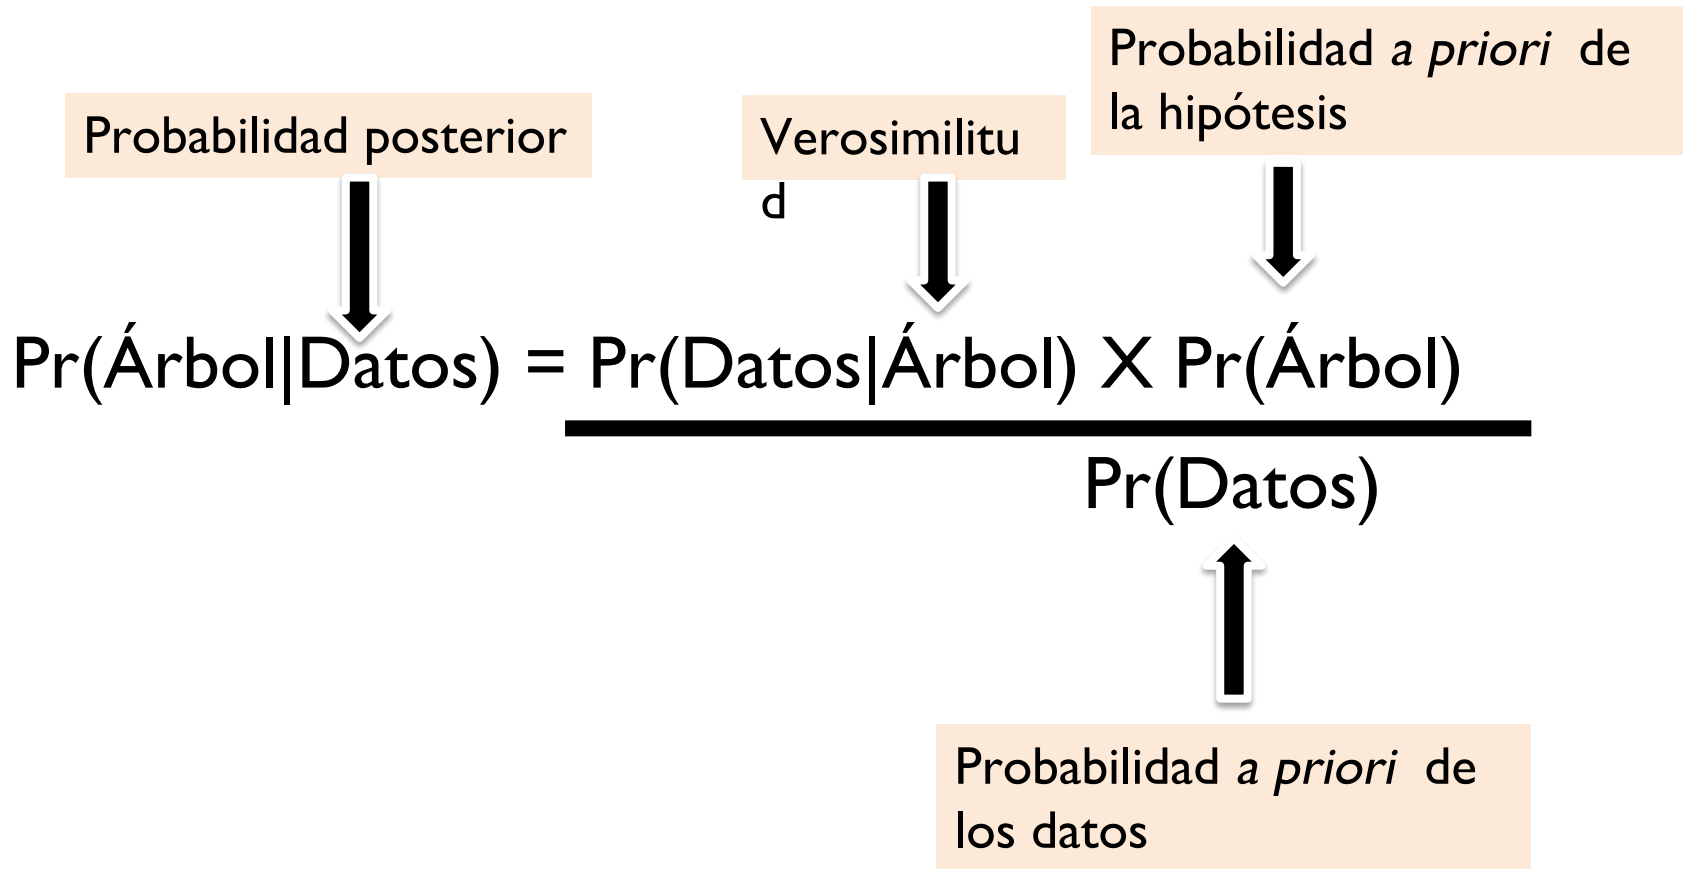 Probabilidad a priori de
la hipótesis
Probabilidad posterior
Verosimilitu
d
Pr(Árbol|Datos) = Pr(Datos|Árbol) X Pr(Árbol)
Pr(Datos)
Probabilidad a priori de
los datos